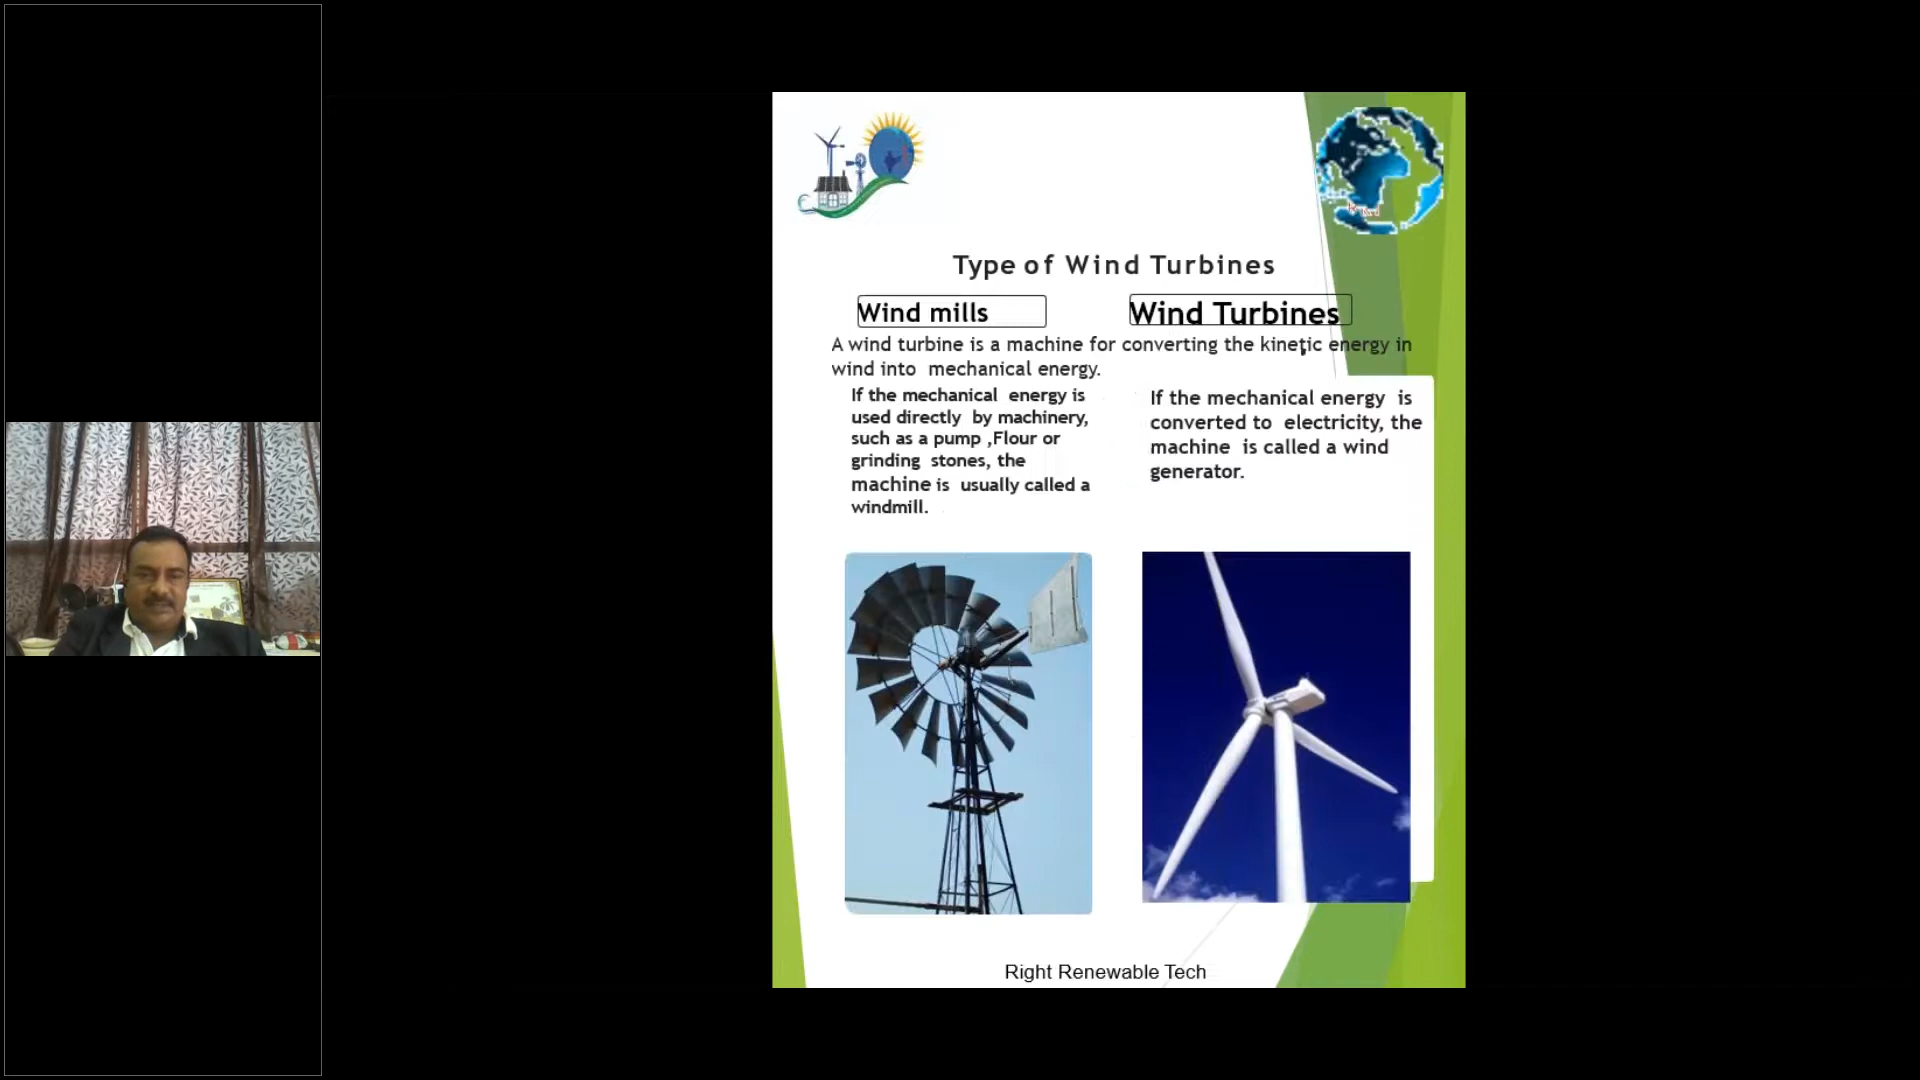 Type of Wind Turbines
Wind mills
Wind Turbines
A wind turbine is a machine for converting the kinetic energy in
wind into mechanical energy.
If the mechanical energy is
used directly by machinery,
such as a pump ,Flour or
grinding stones, the
machine is usually called a
windmill.
If the mechanical energy is
converted to electricity, the
machine is called a wind
generator.
Right Renewable Tech